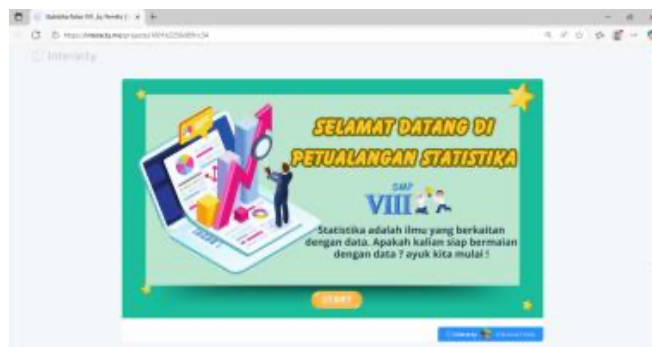 Interacty
SELAMAT DATANG DI
PETUALANGAN STATISTIKA
SMP
VIII
Statistika adalah ilmu yang berkaitan
dengan data. Apakah kalian siap bermaian
dengan data ? ayuk kita mulai !
START